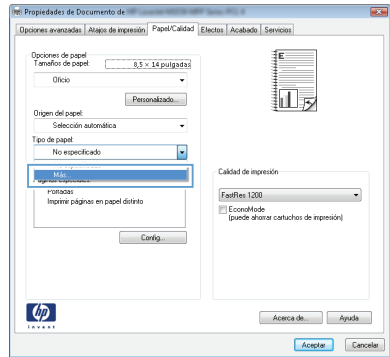 Propiedades de Documento de
Opciones avanzadas Atajos de impresión Papel/Calidad Efectos Acabado Servicios
Opciones de papel
Tamaños de papel: 8,5 × 14 pulgadas
Oficio
Personalizado...
Origen del papel:
Selección automática
Tipo de papel:
No especificado
Más...
Portadas
Imprimir páginas en papel distinto
Config...
E
Calidad de impresión
FastRes 1200
EconoMode
(puede ahorrar cartuchos de impresión)
hp
invent
Acerca de... Ayuda
Aceptar Cancelar